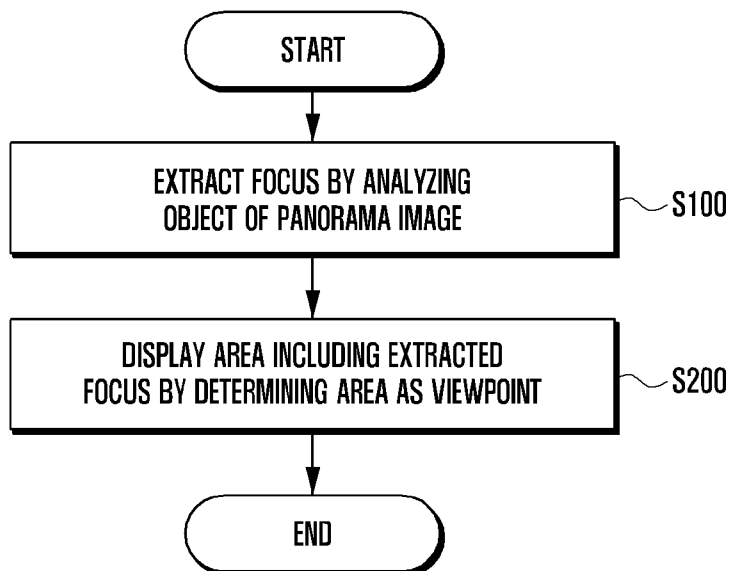 START
EXTRACT FOCUS BY ANALYZING
OBJECT OF PANORAMA IMAGE
S100
DISPLAY AREA INCLUDING EXTRACTED
FOCUS BY DETERMINING AREA AS VIEWPOINT
S200
END